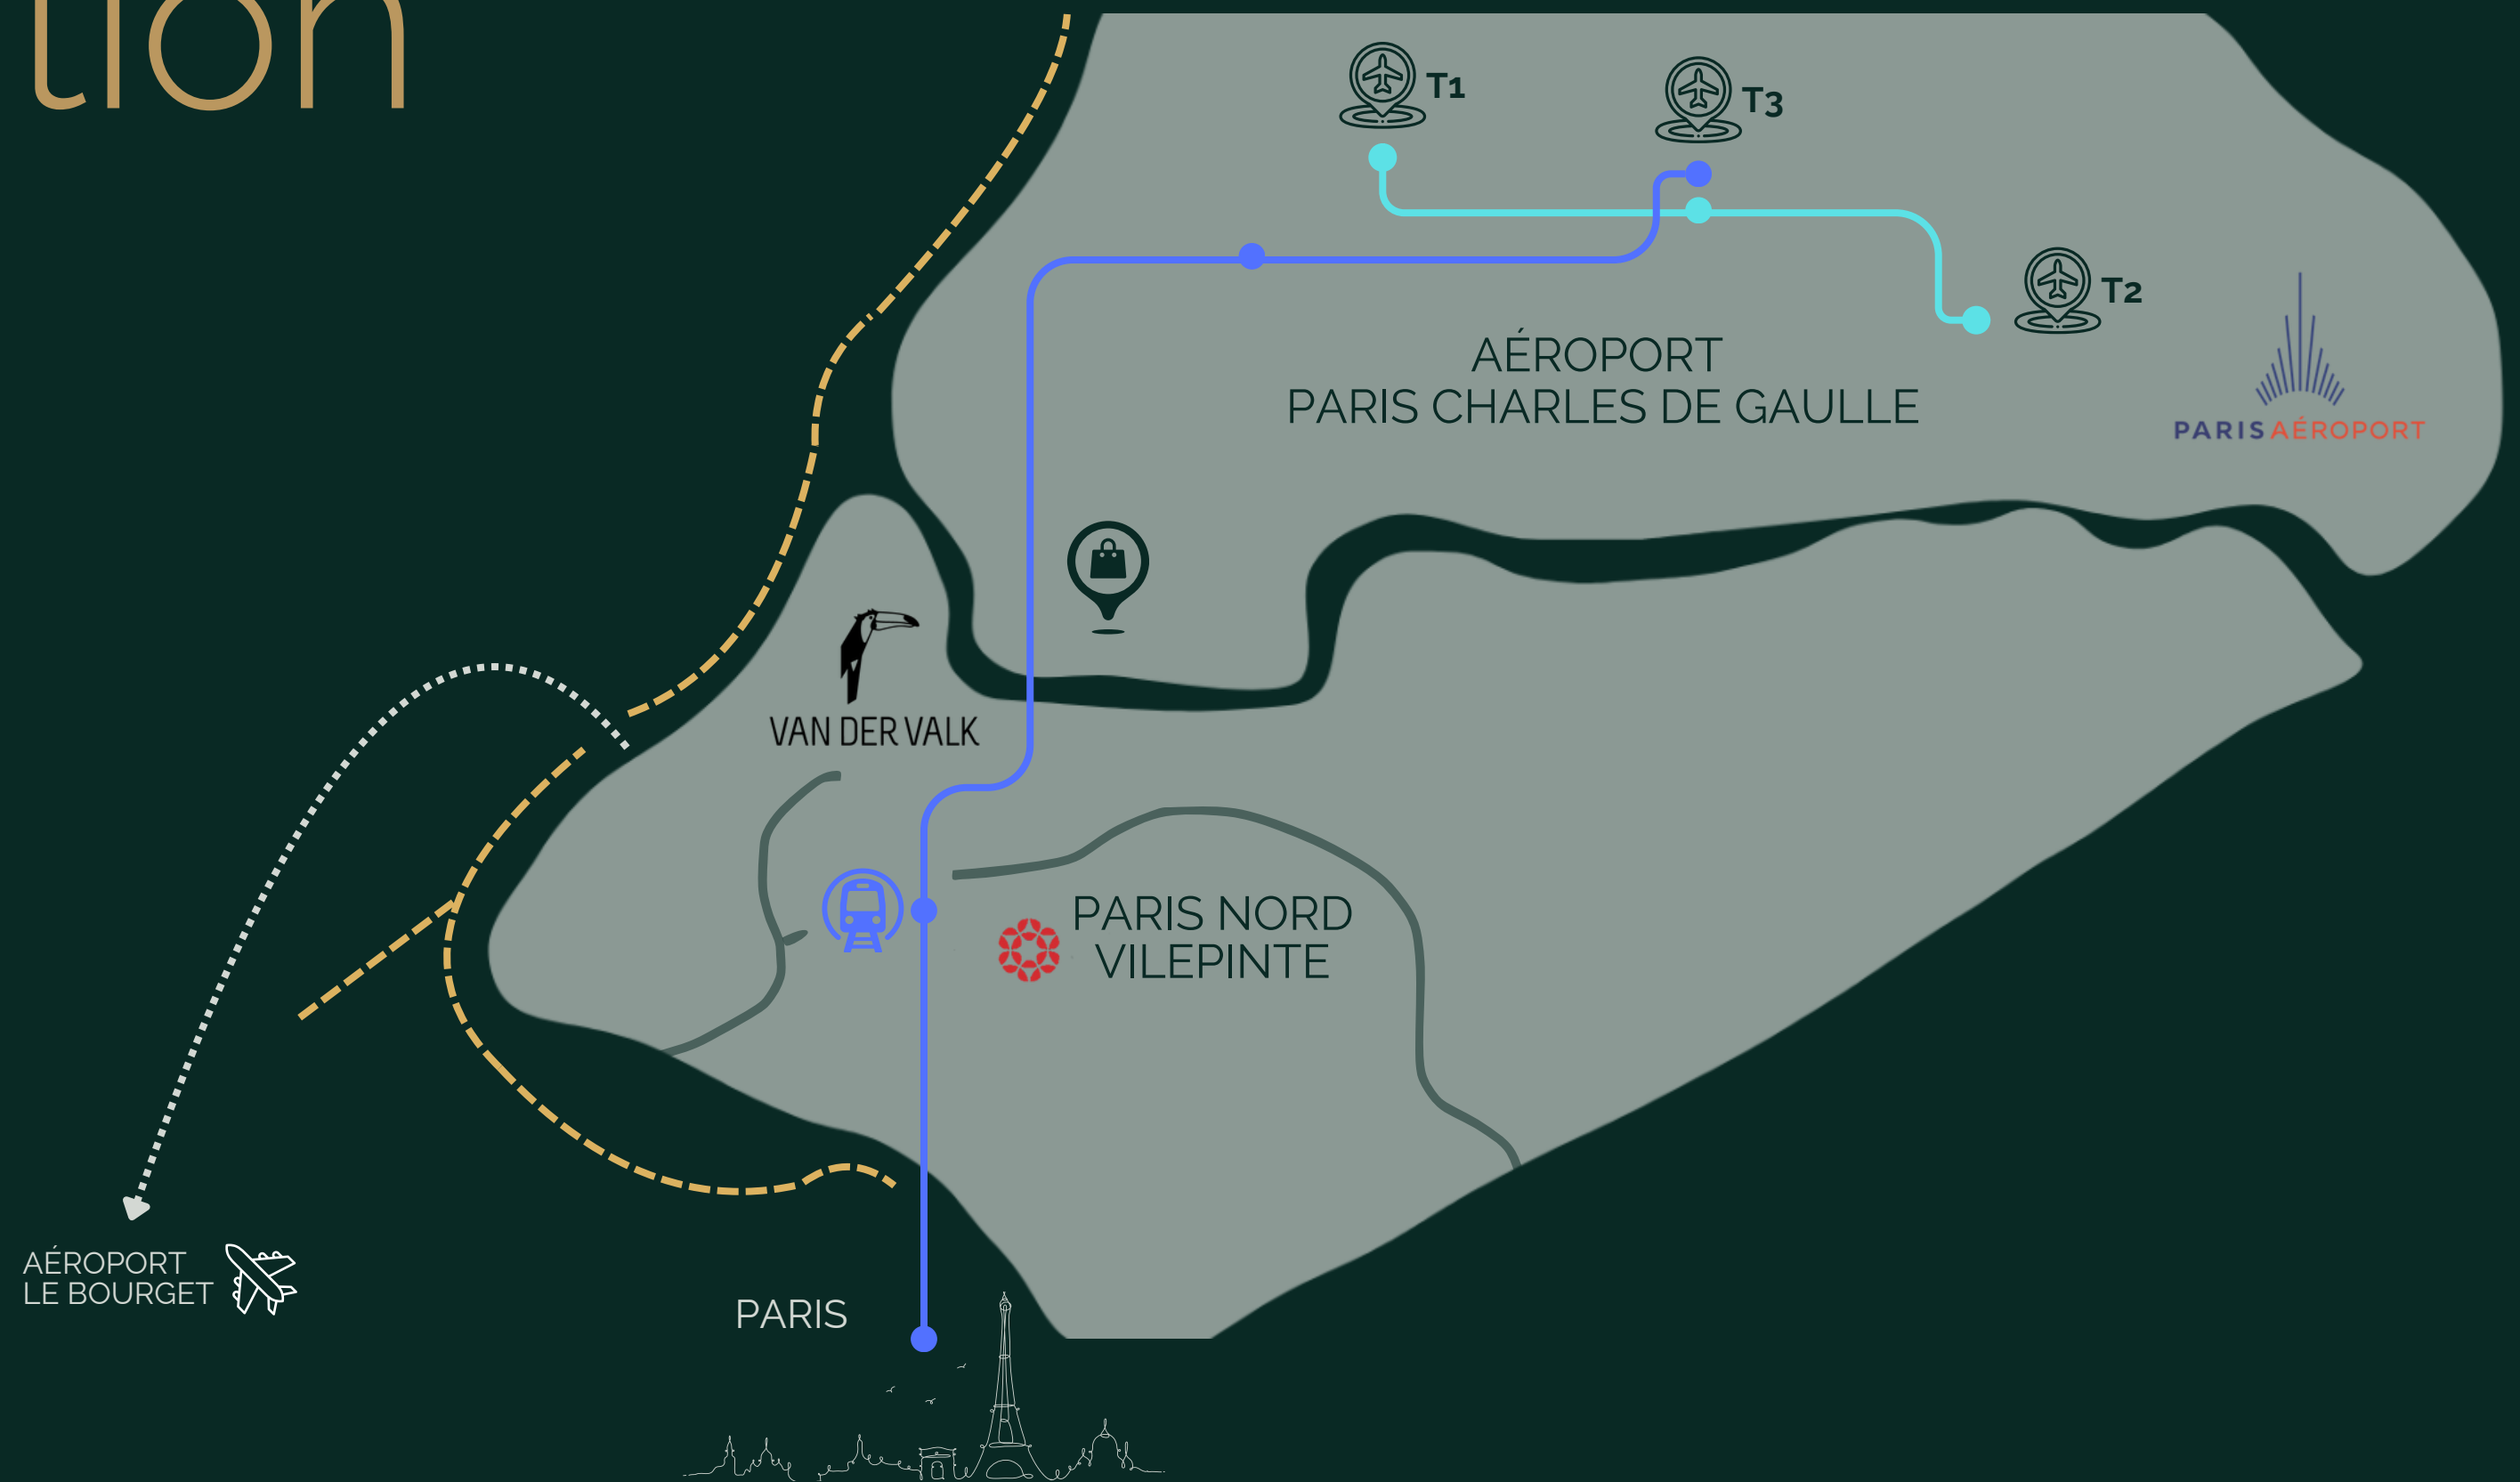 tion
T1
T3
T2
AÉROPORT
PARIS CHARLES DE GAULLE
PARIS AÉROPORT
VAN DER VALK
PARIS NORD
VILEPINTE
AÉROPORT
LE BOURGET
PARIS